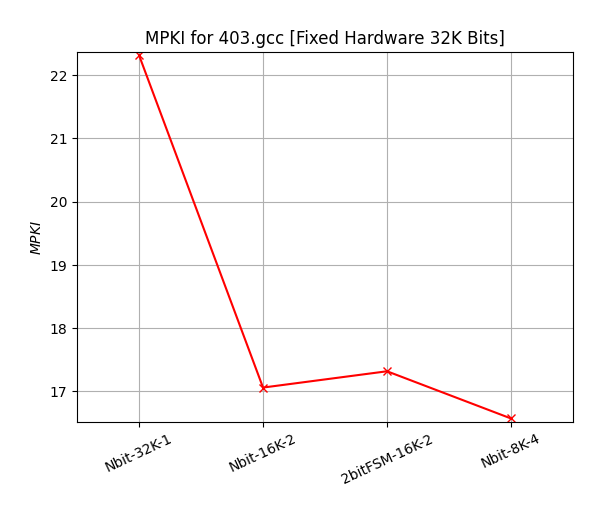 MPKI for 403.gcc [Fixed Hardware 32K Bits]
22
21
20
19
18
17
MPKI
Nbit-32K-1
Nbit-16K-2
2bitFSM-16K-2
Nbit-8K-4